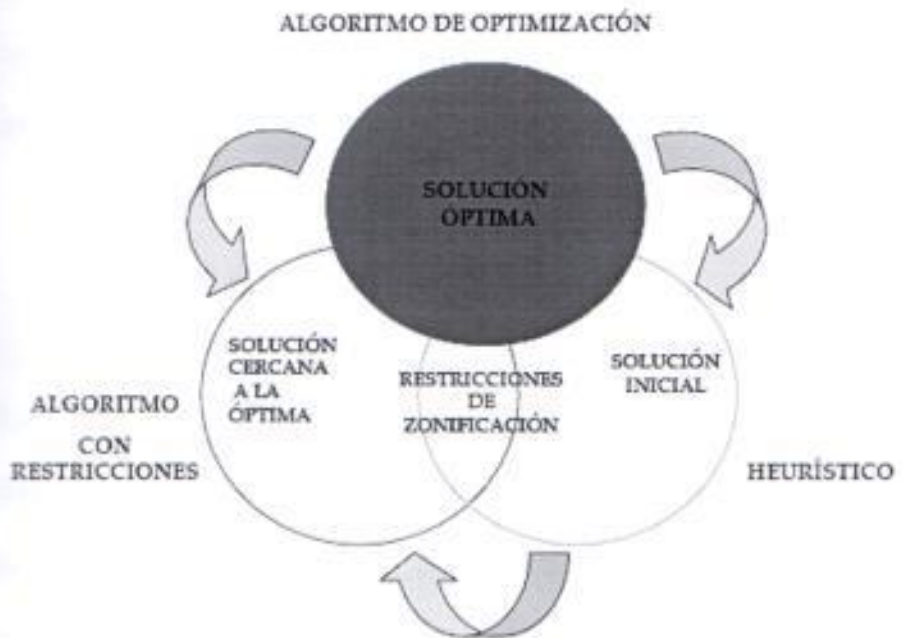 ALGORITMO DE OPTIMIZACIÓN
SOLUCIÓN
ÓPTIMA
SOLUCIÓN
CERCANA
A LA
ÓPTIMA
RESTRICCIONES
DE
ZONIFICACIÓN
SOLUCIÓN
INICIAL
ALGORITMO
CON
RESTRICCIONES
HEURÍSTICO